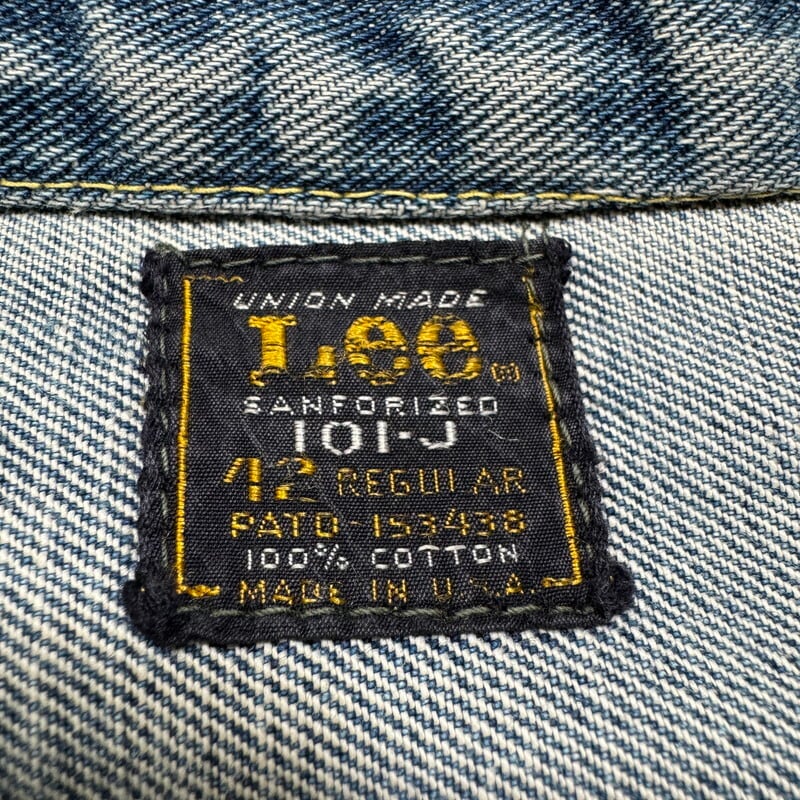 UNION MADE
Lee ®
SANFORIZED
101-J
42 REGULAR
PATD-153438
100% COTTON
MADE IN U.S.A.